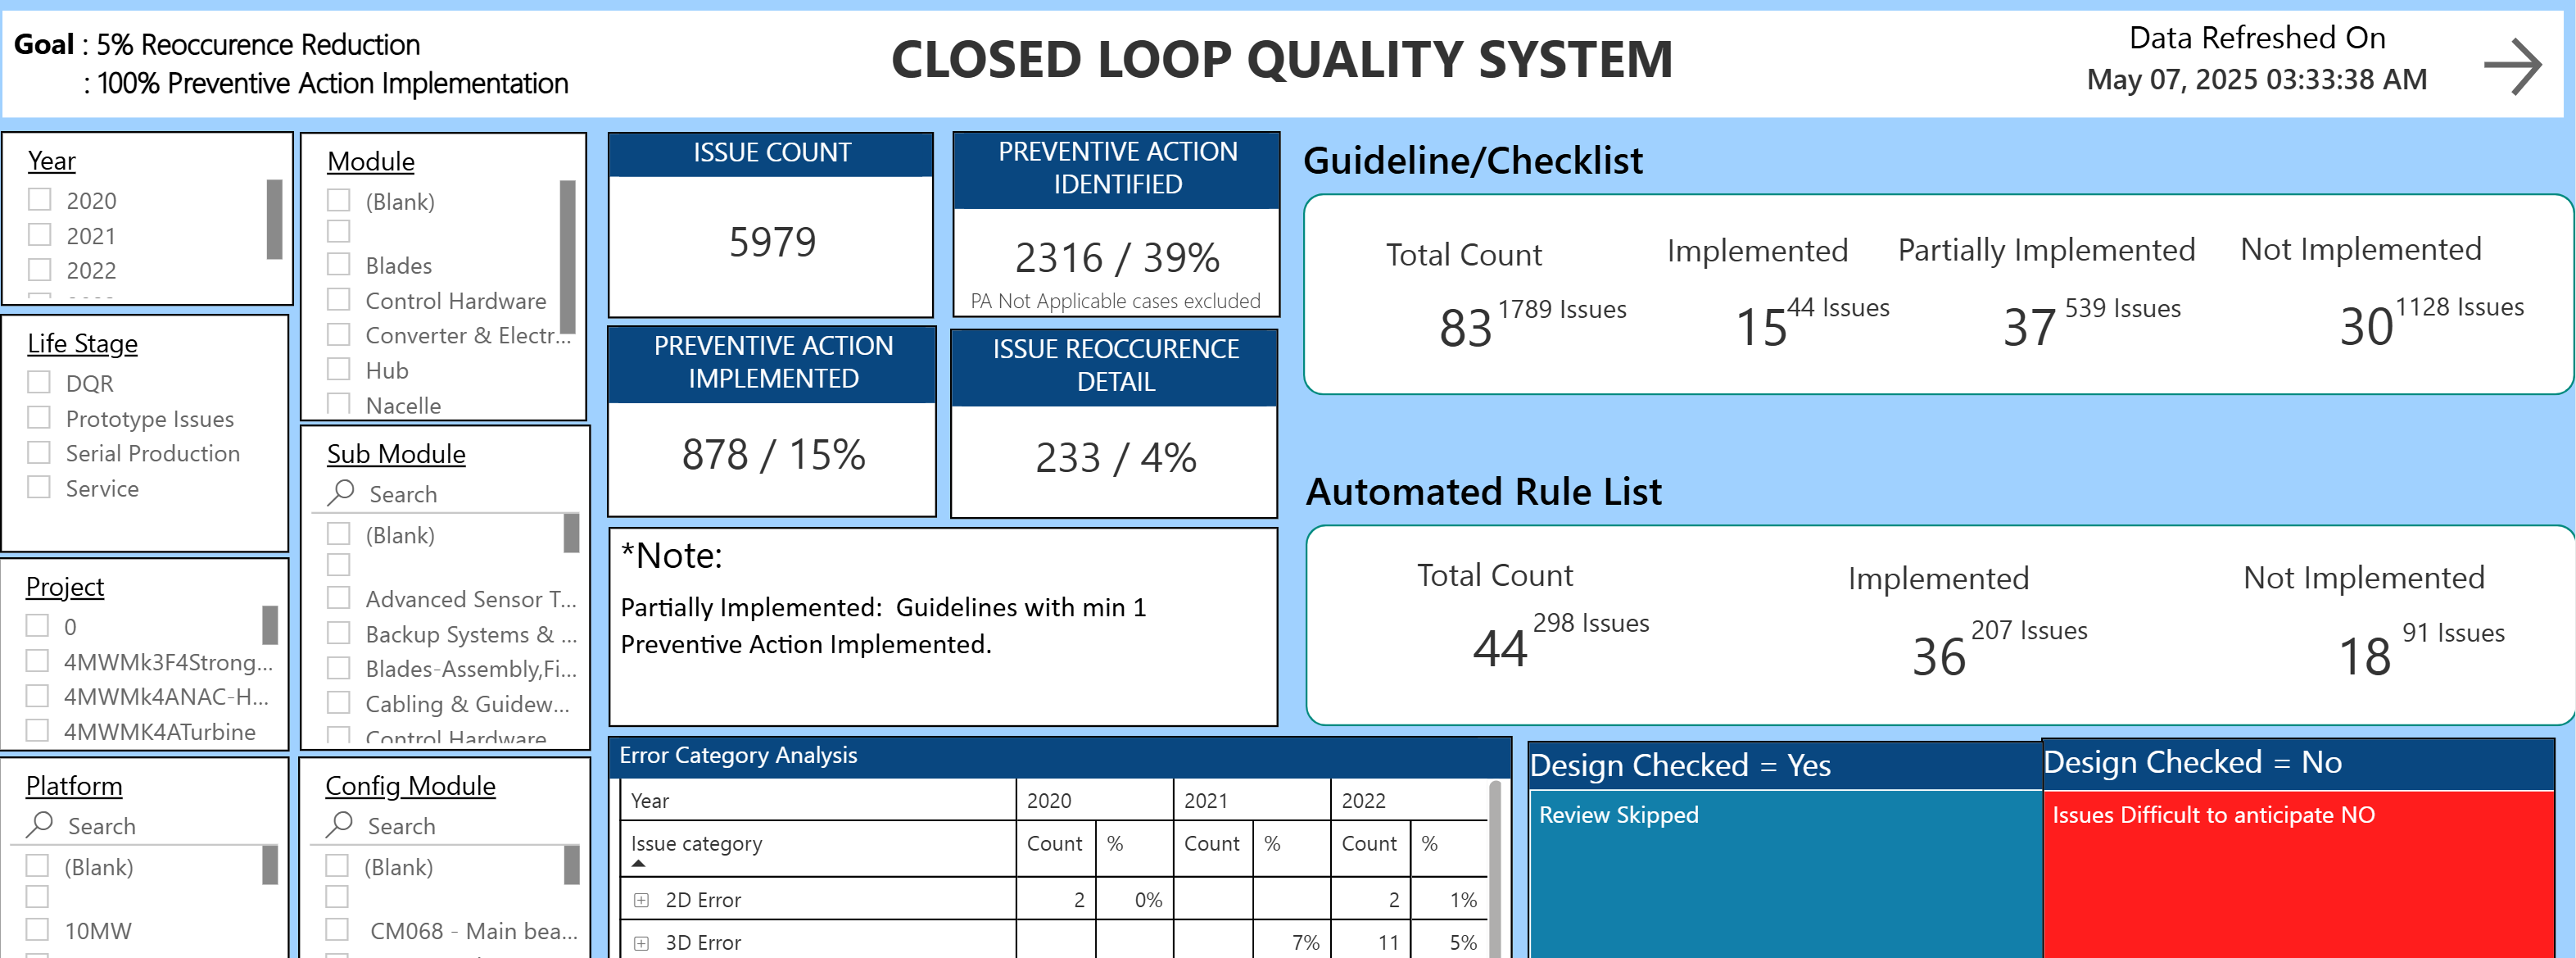 Goal : 5% Reoccurence Reduction
: 100% Preventive Action Implementation
CLOSED LOOP QUALITY SYSTEM
Data Refreshed On
May 07, 2025 03:33:38 AM
Year
2020
2021
2022
Life Stage
DQR
Prototype Issues
Serial Production
Service
Project
0
4MWMk3F4Strong...
4MWMk4ANAC-H...
4MWMK4ATurbine
Platform
Search
(Blank)
10MW
Module
(Blank)
Blades
Control Hardware
Converter & Electr...
Hub
Nacelle
Sub Module
Search
(Blank)
Advanced Sensor T...
Backup Systems & ...
Blades-Assembly,Fi...
Cabling & Guidew...
Control Hardware
Config Module
Search
(Blank)
CM068 - Main bea...
ISSUE COUNT
5979
PREVENTIVE ACTION
IDENTIFIED
2316 / 39%
PA Not Applicable cases excluded
PREVENTIVE ACTION
IMPLEMENTED
878 / 15%
ISSUE REOCCURENCE
DETAIL
233 / 4%
*Note:
Partially Implemented:  Guidelines with min 1
Preventive Action Implemented.
Guideline/Checklist
Total Count Implemented Partially Implemented Not Implemented
83 1789 Issues 15 44 Issues 37 539 Issues 30 1128 Issues
Automated Rule List
Total Count Implemented Not Implemented
44 298 Issues 36 207 Issues 18 91 Issues
Error Category Analysis
Year 2020 2021 2022
Issue category Count % Count % Count %
2D Error 2 0% 2 1%
3D Error 7% 11 5%
Design Checked = Yes
Review Skipped
Design Checked = No
Issues Difficult to anticipate NO